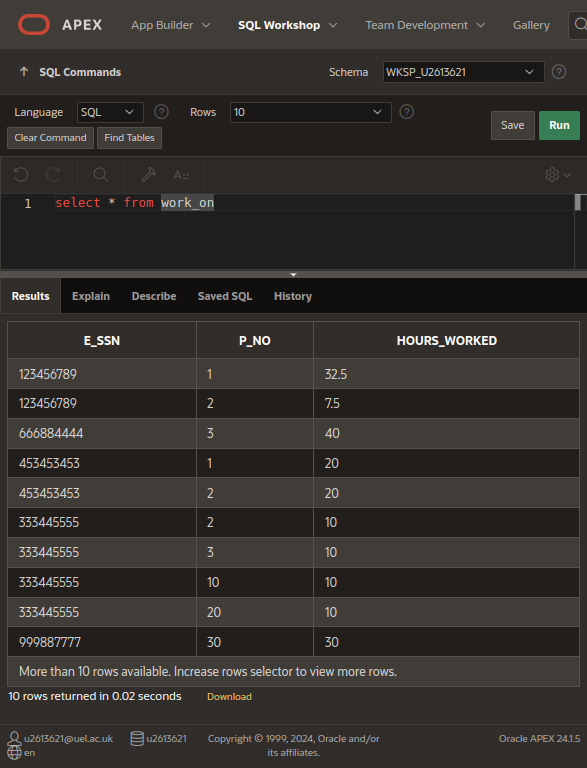 APEX App Builder SQL Workshop Team Development Gallery
SQL Commands Schema WKSP_U2613621 ?
Language SQL ? Rows 10 ?
Save Run
Clear Command Find Tables
1 select * from work_on
Results Explain Describe Saved SQL History
E_SSN P_NO HOURS_WORKED
123456789 1 32.5
123456789 2 7.5
666884444 3 40
453453453 1 20
453453453 2 20
333445555 2 10
333445555 3 10
333445555 10 10
333445555 20 10
999887777 30 30
More than 10 rows available. Increase rows selector to view more rows.
10 rows returned in 0.02 seconds Download
u2613621@uel.ac.uk u2613621 Copyright © 1999, 2024, Oracle and/or Oracle APEX 24.1.5
en its affiliates.